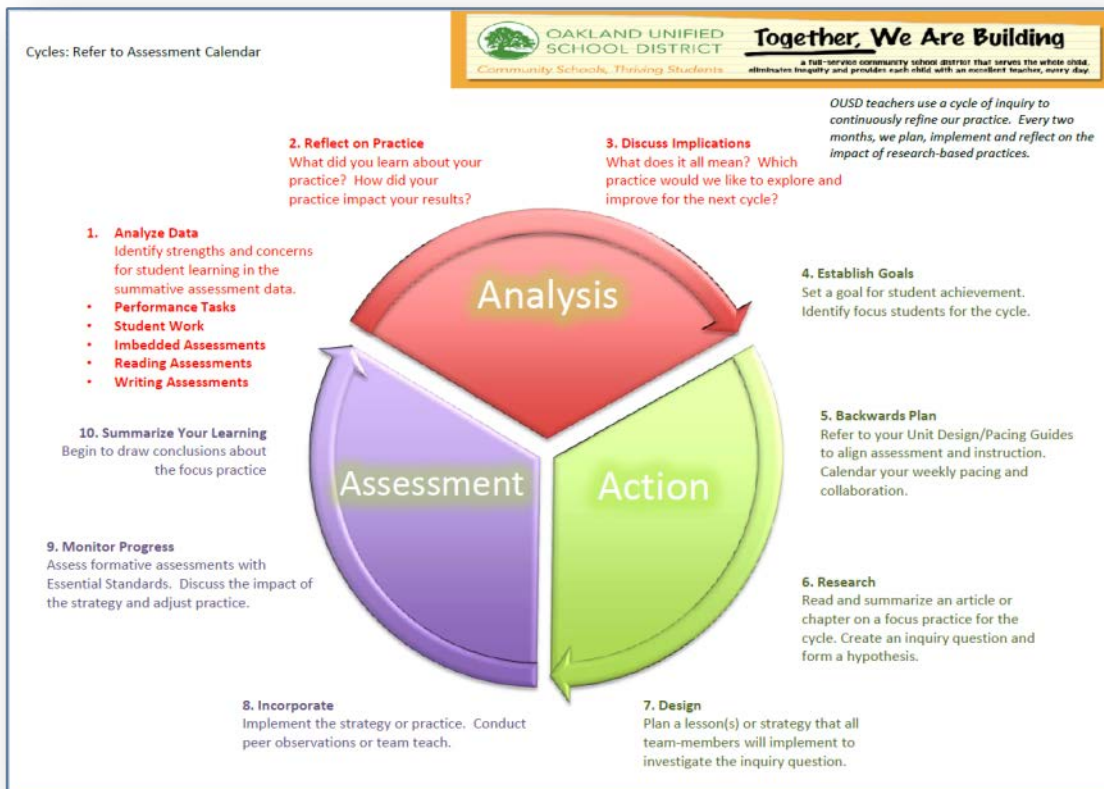 Cycles: Refer to Assessment Calendar
OAKLAND UNIFIED
SCHOOL DISTRICT
Community Schools, Thriving Students
Together, We Are Building
a full-service community school district that serves the whole child,
eliminates inequity and provides each child with an excellent teacher, every day.
OUSD teachers use a cycle of inquiry to
continuously refine our practice. Every two
months, we plan, implement and reflect on the
impact of research-based practices.
2. Reflect on Practice
What did you learn about your
practice? How did your
practice impact your results?
3. Discuss Implications
What does it all mean? Which
practice would we like to explore and
improve for the next cycle?
1. Analyze Data
Identify strengths and concerns
for student learning in the
summative assessment data.
• Performance Tasks
• Student Work
• Imbedded Assessments
• Reading Assessments
• Writing Assessments
Analysis
4. Establish Goals
Set a goal for student achievement.
Identify focus students for the cycle.
10. Summarize Your Learning
Begin to draw conclusions about
the focus practice
Assessment
Action
5. Backwards Plan
Refer to your Unit Design/Pacing Guides
to align assessment and instruction.
Calendar your weekly pacing and
collaboration.
9. Monitor Progress
Assess formative assessments with
Essential Standards. Discuss the impact of
the strategy and adjust practice.
6. Research
Read and summarize an article or
chapter on a focus practice for the
cycle. Create an inquiry question and
form a hypothesis.
8. Incorporate
Implement the strategy or practice. Conduct
peer observations or team teach.
7. Design
Plan a lesson(s) or strategy that all
team-members will implement to
investigate the inquiry question.